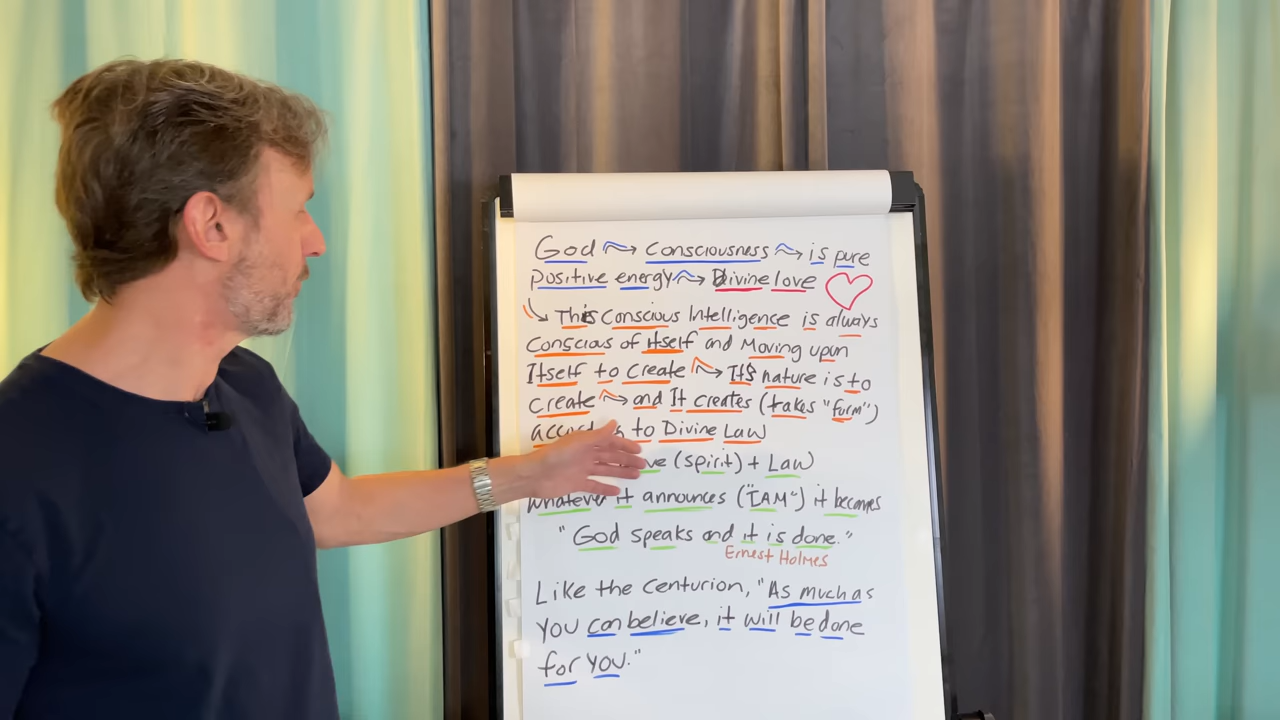 God → Consciousness → is pure
positive energy → Divine love ♡
↳ This Conscious Intelligence is always
Conscious of Itself and Moving upon
Itself to Create → Its nature is to
create → and It creates (takes "form")
to Divine Law
(spirit) + Law)
whatever it announces ("I AM") it becomes
"God speaks and it is done."
Ernest Holmes
Like the Centurion, "As much as
you can believe, it will be done
for you."